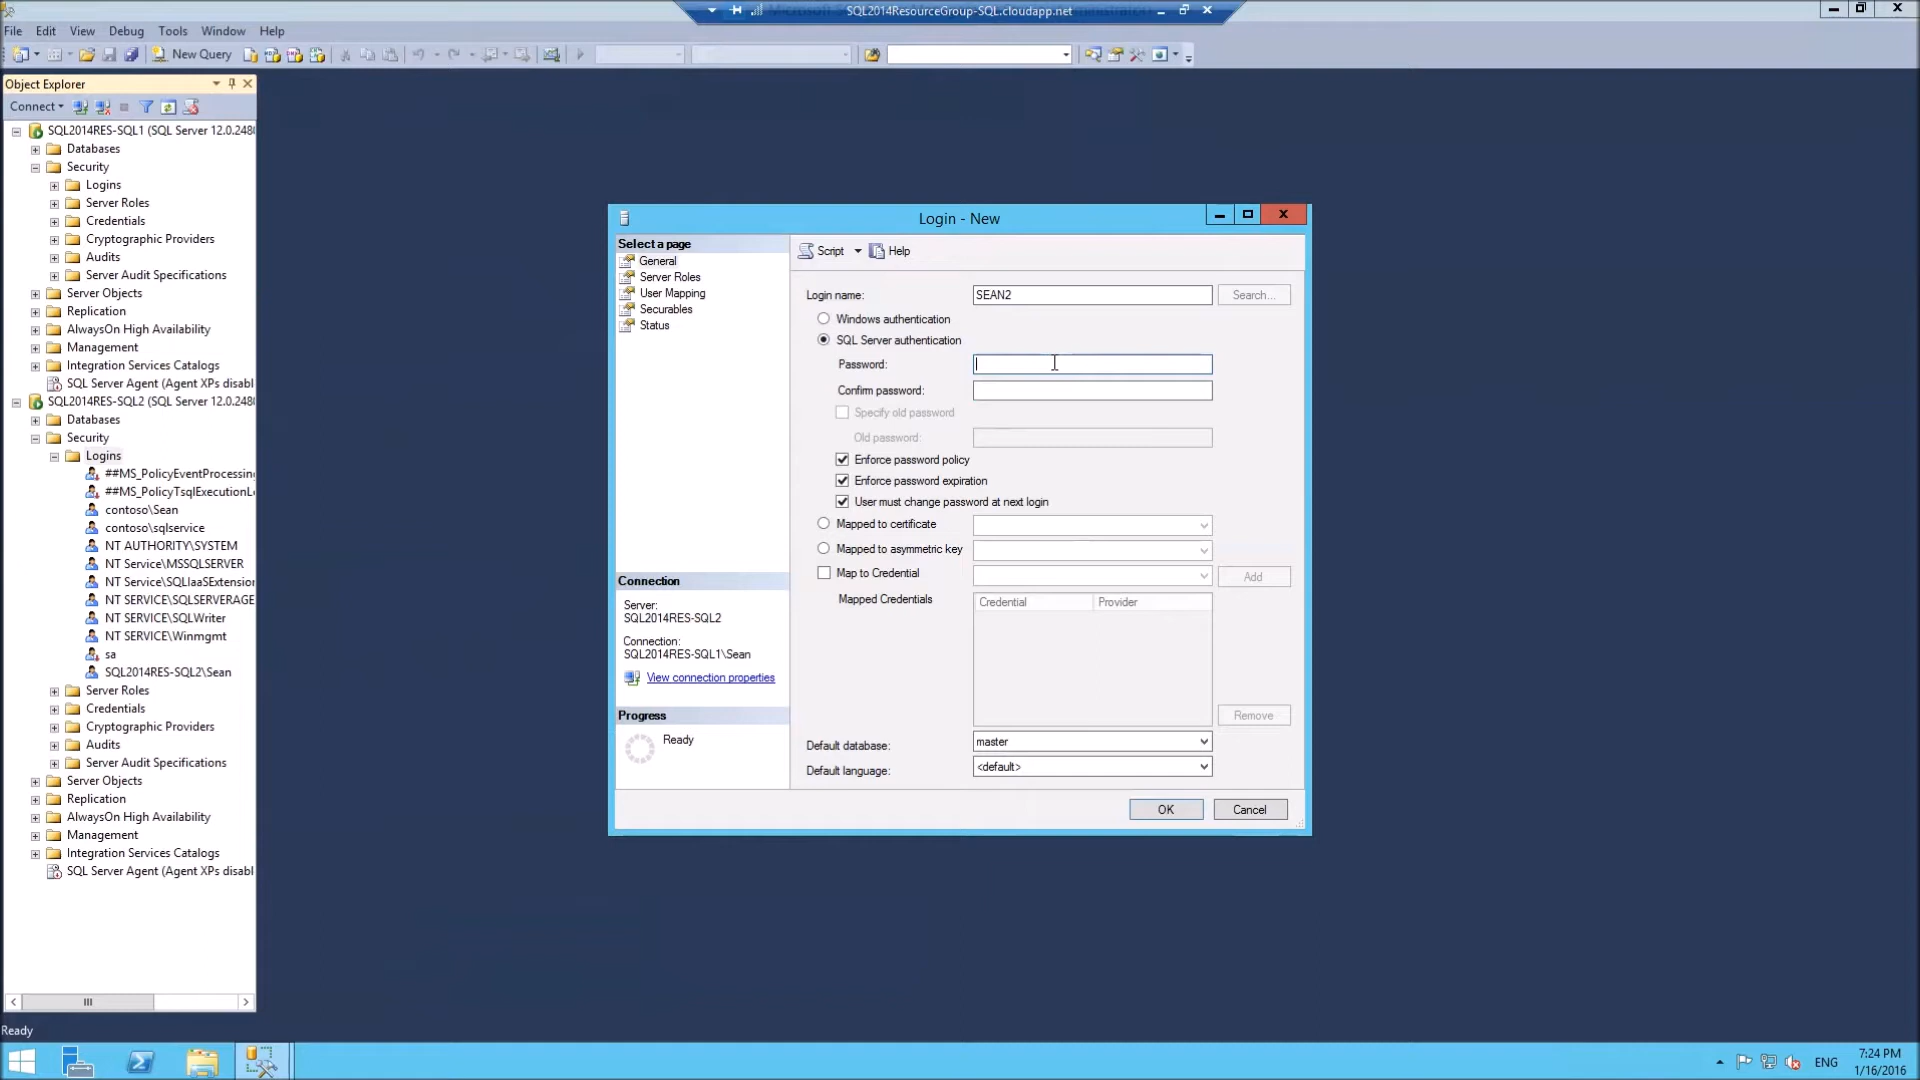 SQL2014ResourceGroup-SQL.cloudapp.net
File Edit View Debug Tools Window Help
New Query
Object Explorer
Connect
SQL2014RES-SQL1 (SQL Server 12.0.248
Databases
Security
Logins
Server Roles
Credentials
Cryptographic Providers
Audits
Server Audit Specifications
Server Objects
Replication
AlwaysOn High Availability
Management
Integration Services Catalogs
SQL Server Agent (Agent XPs disabl
SQL2014RES-SQL2 (SQL Server 12.0.248
Databases
Security
Logins
##MS_PolicyEventProcessin
##MS_PolicyTsqlExecutionL
contoso\Sean
contoso\sqlservice
NT AUTHORITY\SYSTEM
NT Service\MSSQLSERVER
NT Service\SQLIaaSExtension
NT SERVICE\SQLSERVERAGE
NT SERVICE\SQLWriter
NT SERVICE\Winmgmt
sa
SQL2014RES-SQL2\Sean
Server Roles
Credentials
Cryptographic Providers
Audits
Server Audit Specifications
Server Objects
Replication
AlwaysOn High Availability
Management
Integration Services Catalogs
SQL Server Agent (Agent XPs disabl
Ready
Login - New
Select a page
General
Server Roles
User Mapping
Securables
Status
Connection
Server:
SQL2014RES-SQL2
Connection:
SQL2014RES-SQL1\Sean
View connection properties
Progress
Ready
Script Help
Login name: SEAN2 Search...
Windows authentication
SQL Server authentication
Password:
Confirm password:
Specify old password
Old password:
Enforce password policy
Enforce password expiration
User must change password at next login
Mapped to certificate
Mapped to asymmetric key
Map to Credential Add
Mapped Credentials Credential Provider
Remove
Default database: master
Default language: <default>
OK Cancel
ENG
7:24 PM
1/16/2016